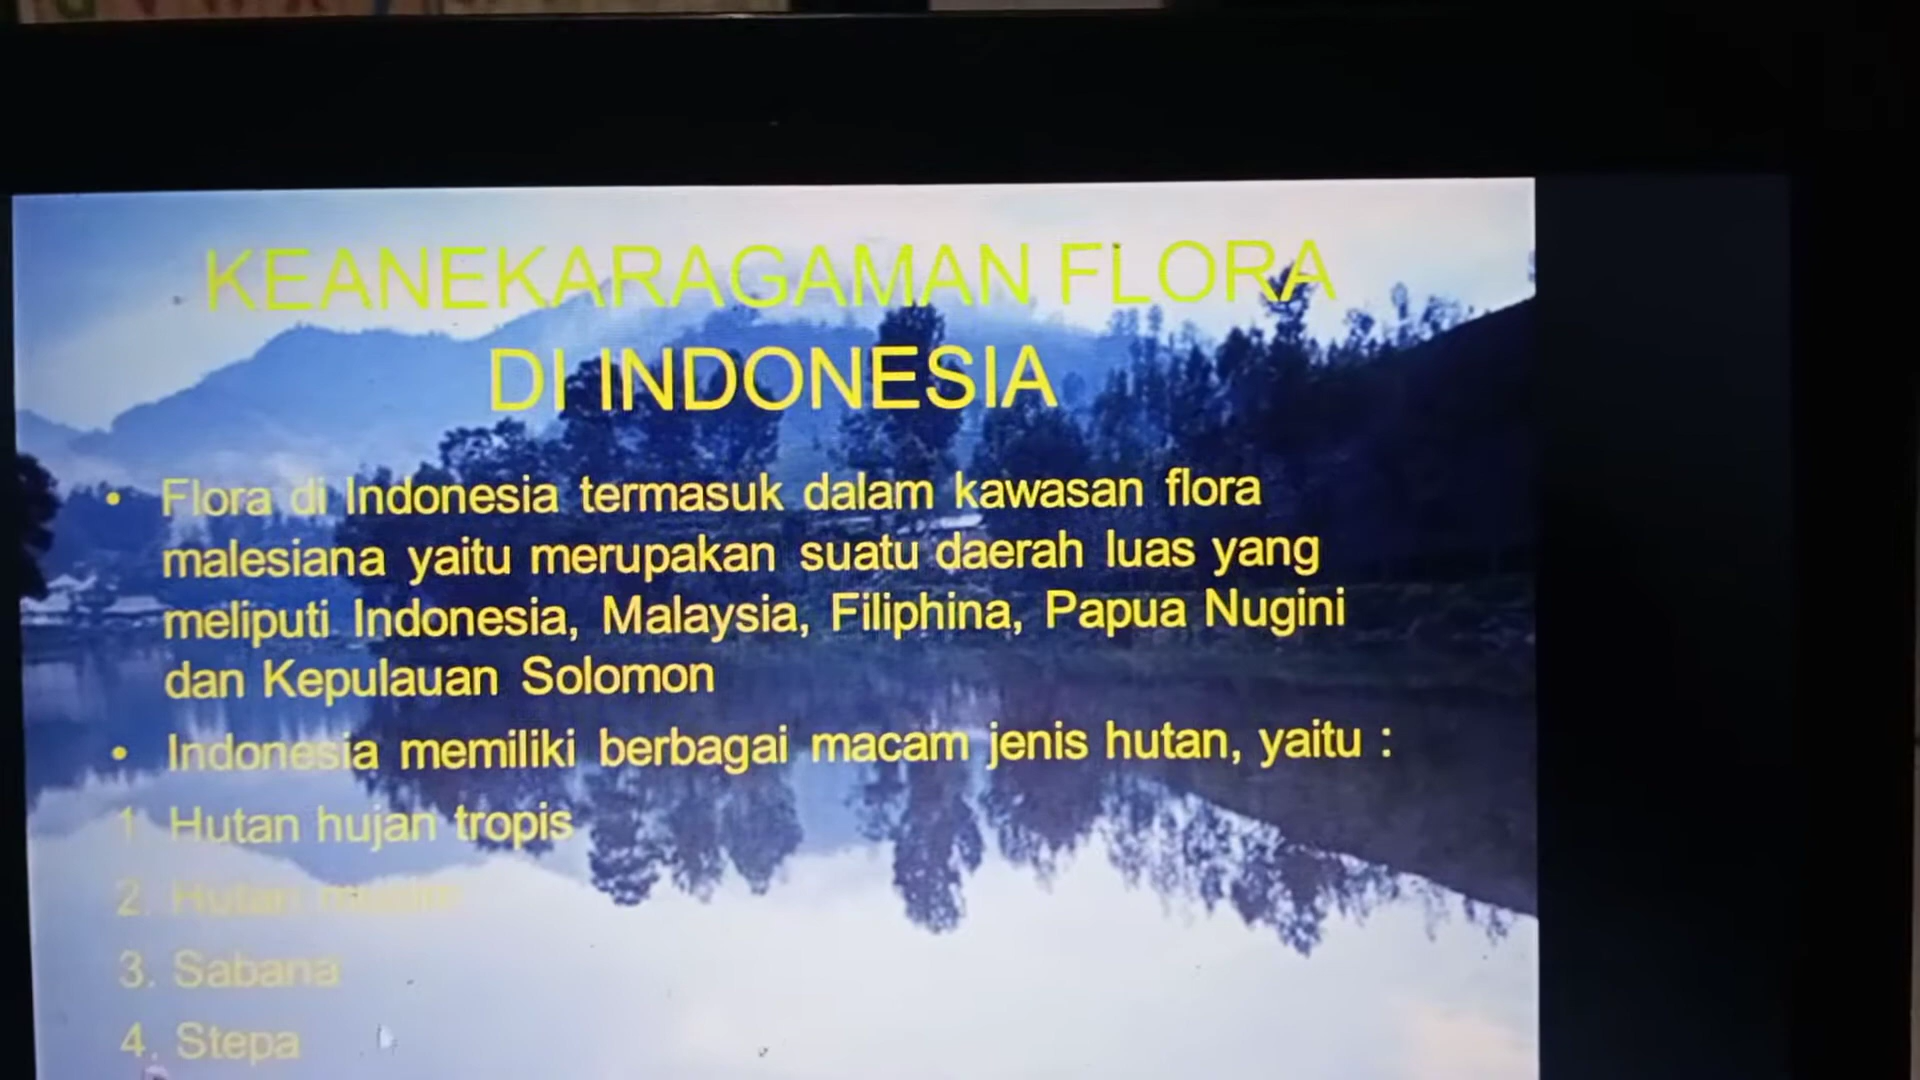 KEANEKARAGAMAN FLORA
DI INDONESIA
• Flora di Indonesia termasuk dalam kawasan flora
malesiana yaitu merupakan suatu daerah luas yang
meliputi Indonesia, Malaysia, Filiphina, Papua Nugini
dan Kepulauan Solomon
• Indonesia memiliki berbagai macam jenis hutan, yaitu :
1. Hutan hujan tropis
2. Hutan musim
3. Sabana
4. Stepa